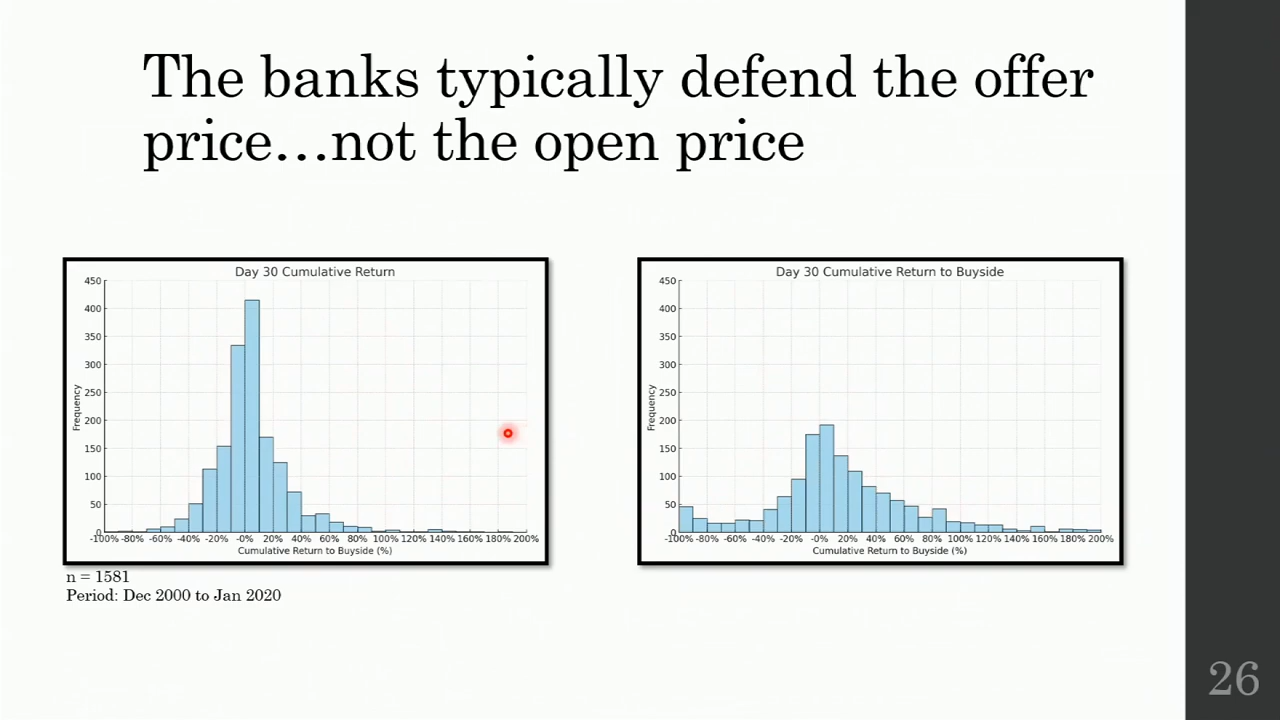 The banks typically defend the offer
price…not the open price
Day 30 Cumulative Return
450
400
350
300
250
200
150
100
50
0
Frequency
-100% -80% -60% -40% -20% -0% 20% 40% 60% 80% 100% 120% 140% 160% 180% 200%
Cumulative Return to Buyside (%)
Day 30 Cumulative Return to Buyside
450
400
350
300
250
200
150
100
50
0
Frequency
-100% -80% -60% -40% -20% -0% 20% 40% 60% 80% 100% 120% 140% 160% 180% 200%
Cumulative Return to Buyside (%)
n = 1581
Period: Dec 2000 to Jan 2020
26